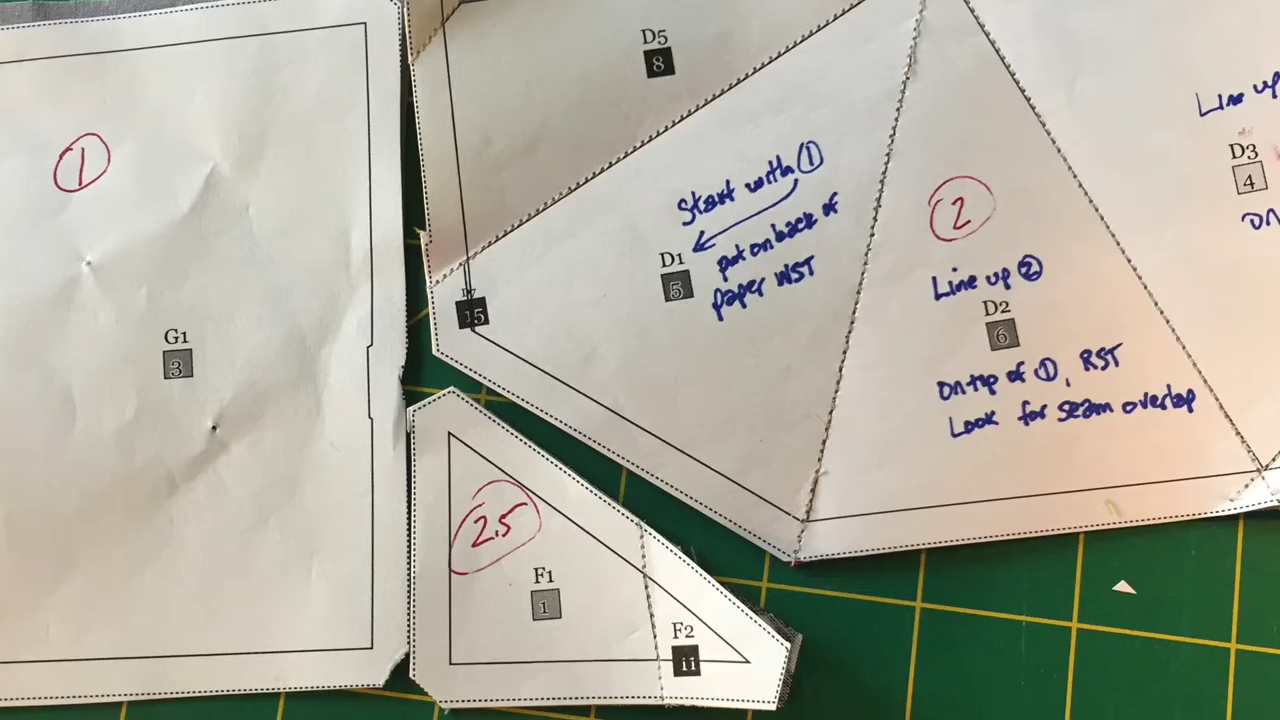 D5
8
1
G1
3
Start with 1
put on back of
paper WST
D1
5
15
2
Line up 2
D2
6
On top of 1, RST
Look for seam overlap
Line up
D3
4
on
2.5
F1
1
F2
11